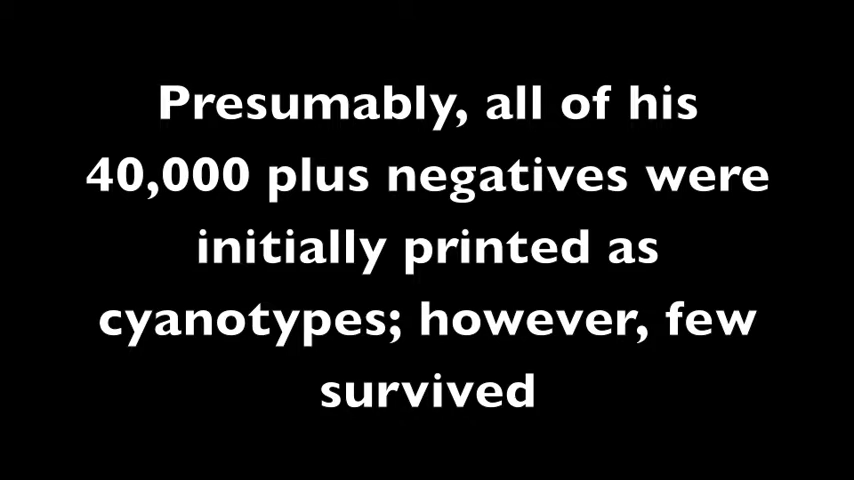 Presumably, all of his
40,000 plus negatives were
initially printed as
cyanotypes; however, few
survived